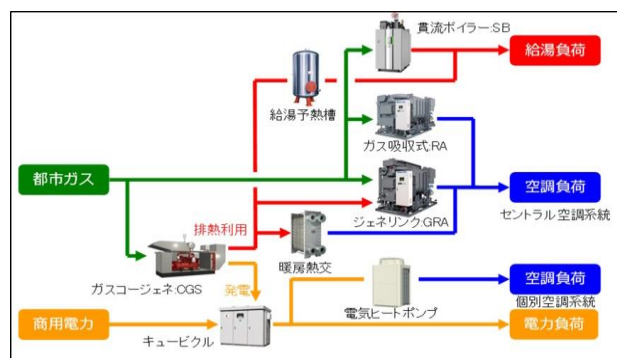 貫流ボイラー:SB
給湯負荷
給湯予熱槽
ガス吸収式:RA
都市ガス
空調負荷
セントラル空調系統
排熱利用
ジェネリンク:GRA
暖房熱交
ガスコージェネ:CGS
発電
空調負荷
個別空調系統
電気ヒートポンプ
商用電力
キュービクル
電力負荷